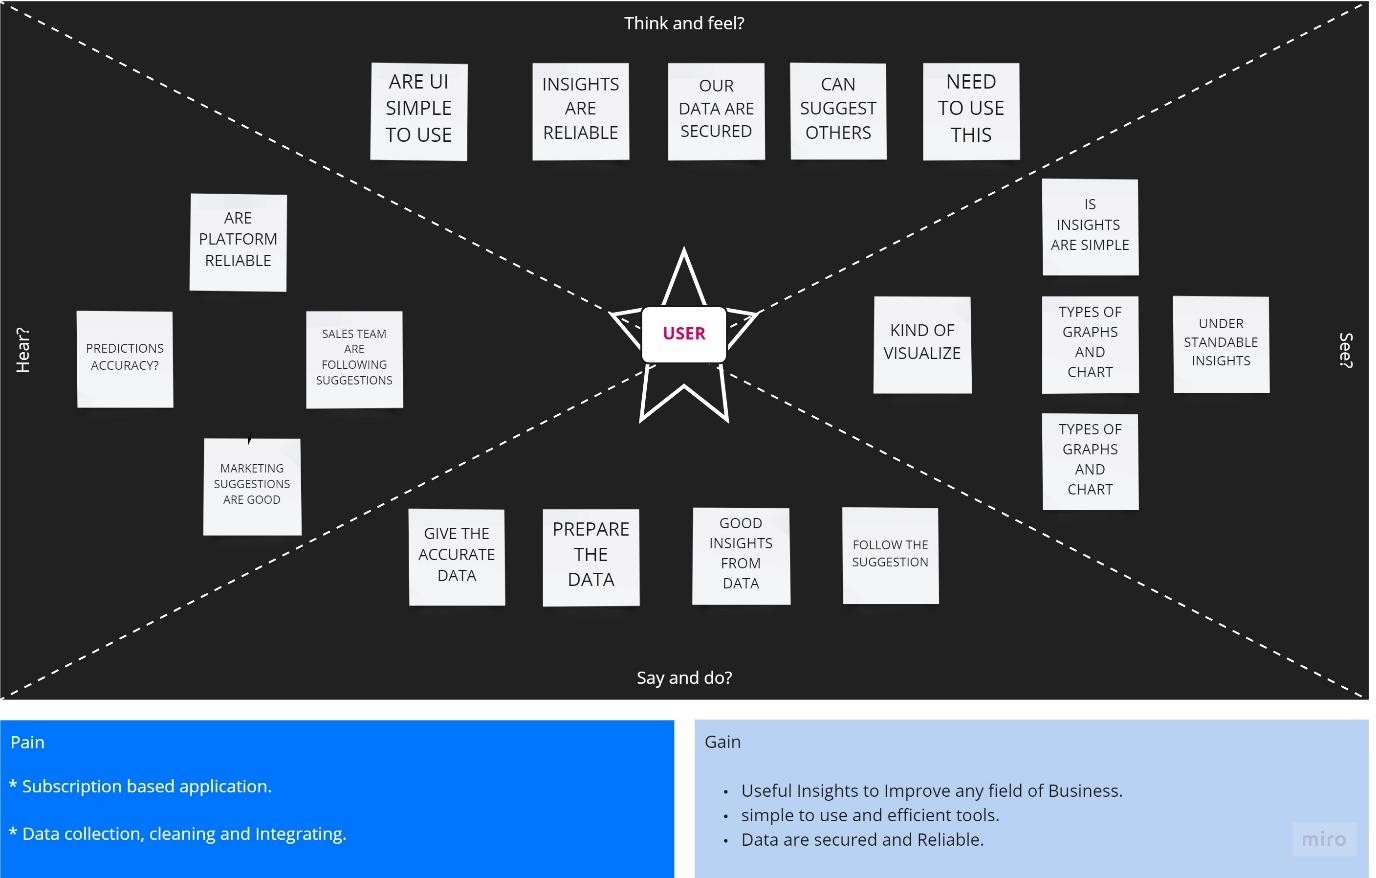 Think and feel?
ARE UI
SIMPLE
TO USE
INSIGHTS
ARE
RELIABLE
OUR
DATA ARE
SECURED
CAN
SUGGEST
OTHERS
NEED
TO USE
THIS
Hear?
ARE
PLATFORM
RELIABLE
PREDICTIONS
ACCURACY?
SALES TEAM
ARE
FOLLOWING
SUGGESTIONS
MARKETING
SUGGESTIONS
ARE GOOD
USER
IS
INSIGHTS
ARE SIMPLE
KIND OF
VISUALIZE
TYPES OF
GRAPHS
AND
CHART
UNDER
STANDABLE
INSIGHTS
TYPES OF
GRAPHS
AND
CHART
See?
GIVE THE
ACCURATE
DATA
PREPARE
THE
DATA
GOOD
INSIGHTS
FROM
DATA
FOLLOW THE
SUGGESTION
Say and do?
Pain
* Subscription based application.
* Data collection, cleaning and Integrating.
Gain
• Useful Insights to Improve any field of Business.
• simple to use and efficient tools.
• Data are secured and Reliable.
miro